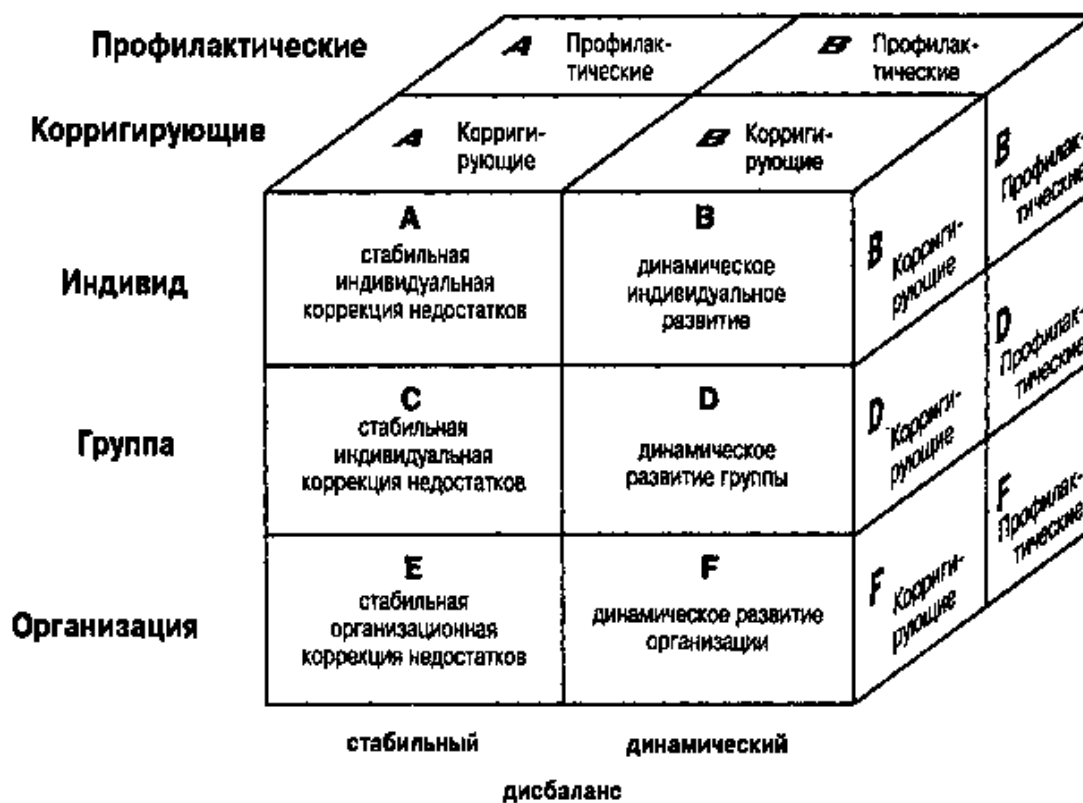 Профилактические
A Профилак-
тические
B Профилак-
тические
Корригирующие
A Корриги-
рующие
B Корриги-
рующие
Индивид
A
стабильная
индивидуальная
коррекция недостатков
B
динамическое
индивидуальное
развитие
B Корриги-
рующие
B Профилак-
тические
Группа
C
стабильная
индивидуальная
коррекция недостатков
D
динамическое
развитие группы
D Корриги-
рующие
D Профилак-
тические
Организация
E
стабильная
организационная
коррекция недостатков
F
динамическое развитие
организации
F Корриги-
рующие
F Профилак-
тические
стабильный
динамический
дисбаланс